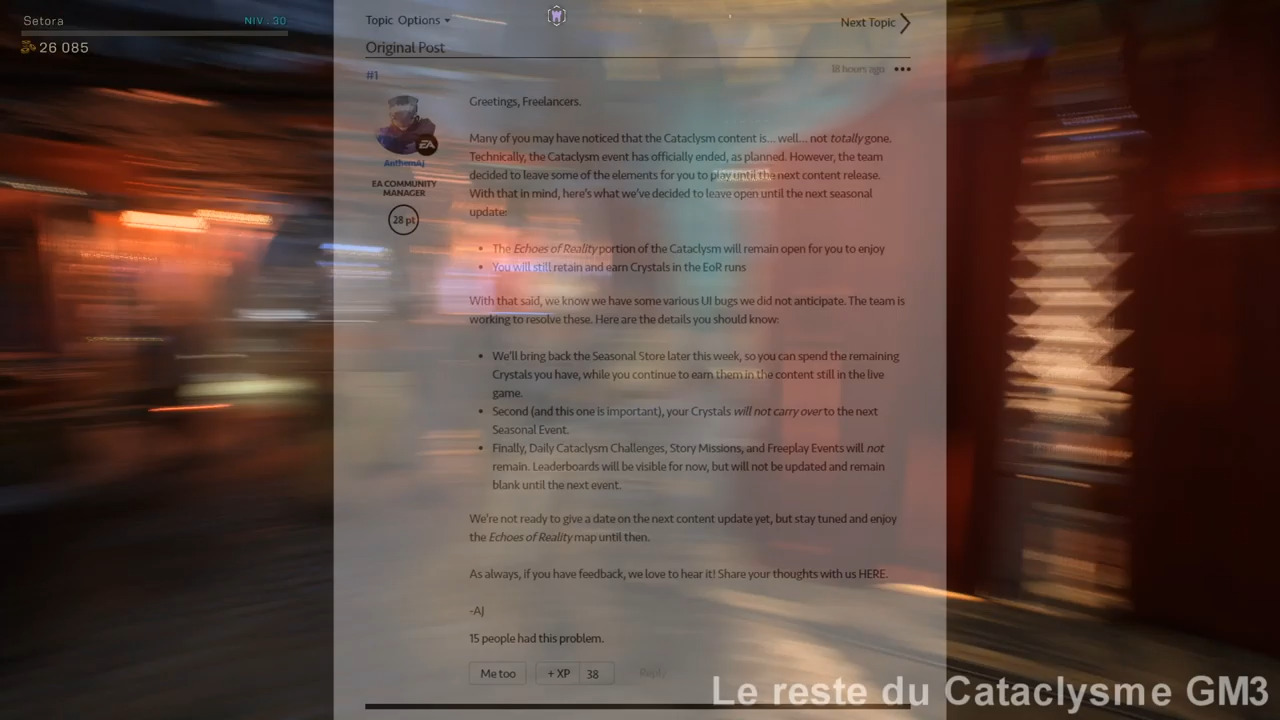 Setora
NIV. 30
26 085
Topic Options
Next Topic
Original Post
#1
18 hours ago
Greetings, Freelancers.
Many of you may have noticed that the Cataclysm content is... well... not totally gone.
Technically, the Cataclysm event has officially ended, as planned. However, the team
decided to leave some of the elements for you to play until the next content release.
With that in mind, here's what we've decided to leave open until the next seasonal
update:
EA
AnthemAJ
EA COMMUNITY
MANAGER
28 pt
• The Echoes of Reality portion of the Cataclysm will remain open for you to enjoy
• You will still retain and earn Crystals in the EoR runs
With that said, we know we have some various UI bugs we did not anticipate. The team is
working to resolve these. Here are the details you should know:
• We'll bring back the Seasonal Store later this week, so you can spend the remaining
Crystals you have, while you continue to earn them in the content still in the live
game.
• Second (and this one is important), your Crystals will not carry over to the next
Seasonal Event.
• Finally, Daily Cataclysm Challenges, Story Missions, and Freeplay Events will not
remain. Leaderboards will be visible for now, but will not be updated and remain
blank until the next event.
We're not ready to give a date on the next content update yet, but stay tuned and enjoy
the Echoes of Reality map until then.
As always, if you have feedback, we love to hear it! Share your thoughts with us HERE.
-AJ
15 people had this problem.
Me too
+ XP 38
Reply
Le reste du Cataclysme GM3